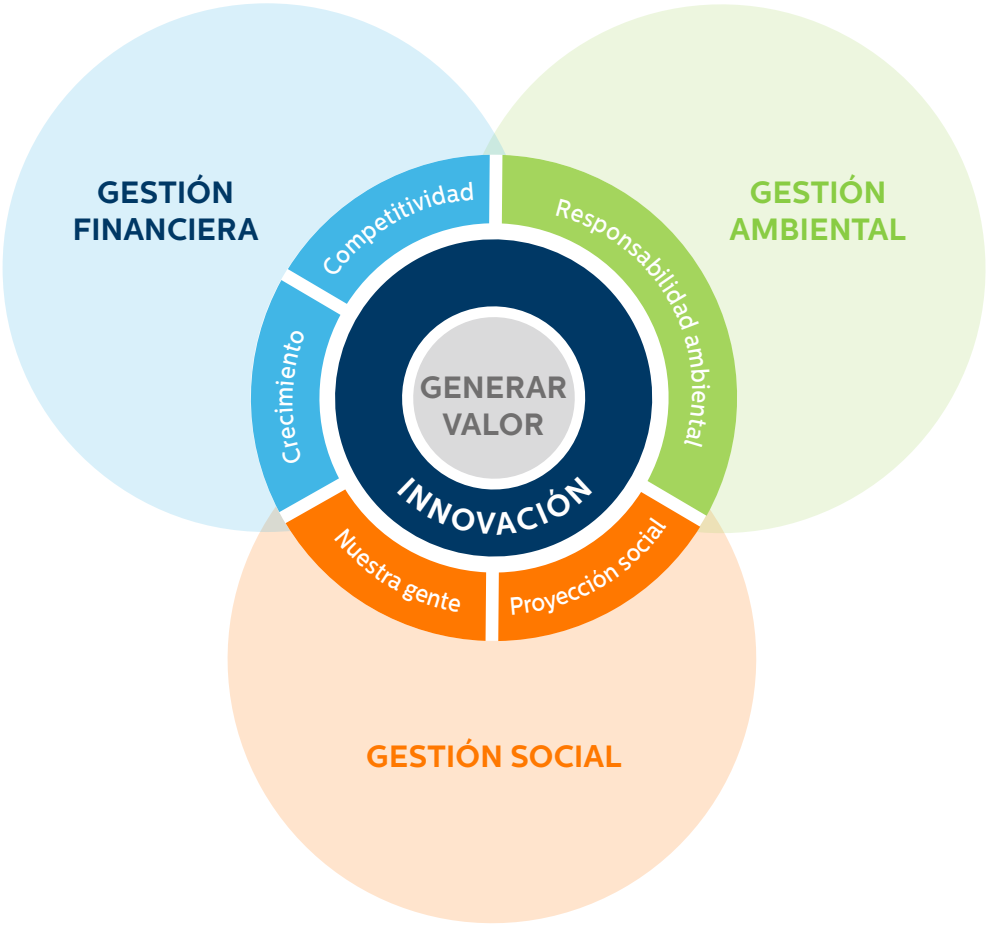 GESTIÓN
FINANCIERA
GESTIÓN
AMBIENTAL
Competitividad
Responsabilidad ambiental
Crecimiento
GENERAR
VALOR
INNOVACIÓN
Nuestra gente
Proyección social
GESTIÓN SOCIAL